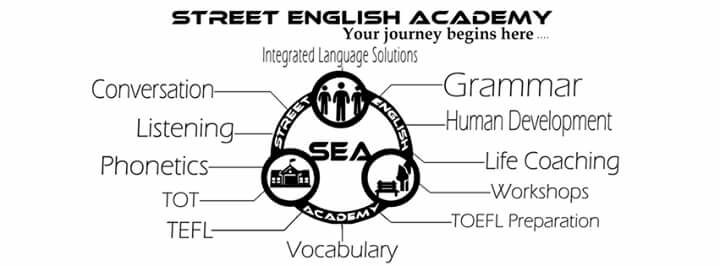 STREET ENGLISH ACADEMY
Your journey begins here ....
Integrated Language Solutions
Conversation
Grammar
Listening
Human Development
Phonetics
Life Coaching
TOT
Workshops
TEFL
TOEFL Preparation
Vocabulary
STREET
ENGLISH
SEA
ACADEMY